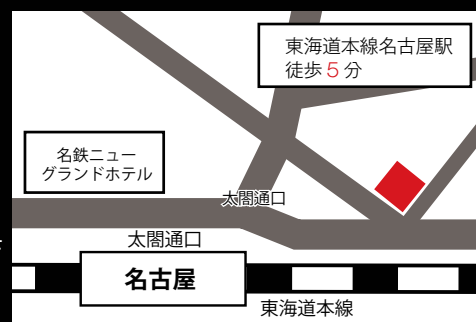 東海道本線名古屋駅
徒歩5分
名鉄ニュー
グランドホテル
太閤通口
太閤通口
名古屋
東海道本線